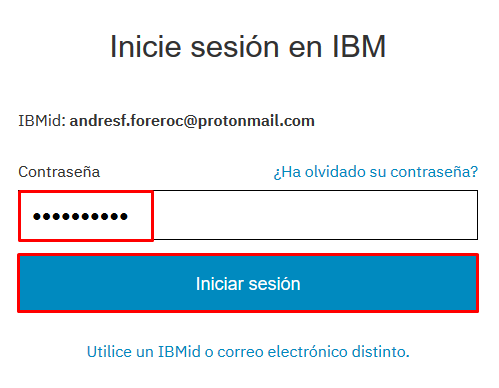 Inicie sesión en IBM
IBMid: andresf.foreroc@protonmail.com
Contraseña ¿Ha olvidado su contraseña?
••••••••••
Iniciar sesión
Utilice un IBMid o correo electrónico distinto.